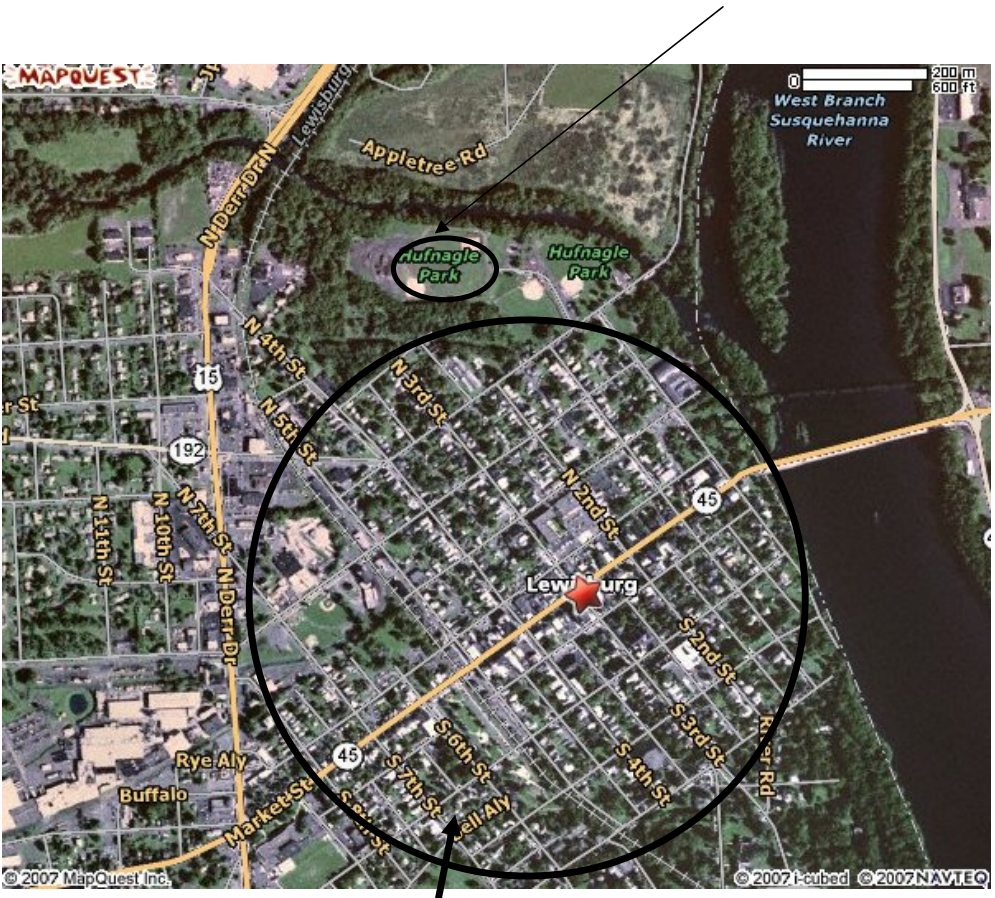 MAPQUEST
0
200 m
600 ft
West Branch
Susquehanna
River
Lewisburg
Appletree Rd
N Derr Dr N
Hufnagle
Park
Hufnagle
Park
N 4th St
N 3rd St
15
N 5th St
192
N 2nd St
45
N 11th St
N 10th St
N 7th St
N Derr Dr
Lewisburg
S 2nd St
S 3rd St
River Rd
S 6th St
S 4th St
45
S 7th St
Rye Aly
Buffalo
Market St
S 8th St
Bell Aly
© 2007 MapQuest Inc.
© 2007 i-cubed © 2007 NAVTEQ